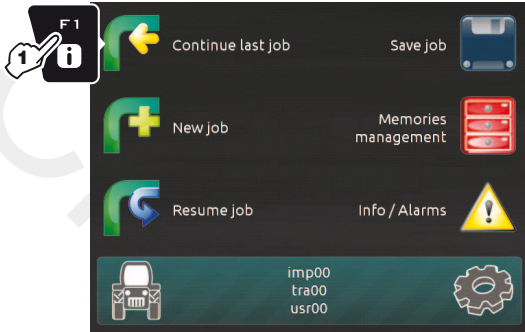 F1
i
1
Continue last job
Save job
New job
Memories
management
Resume job
Info / Alarms
imp00
tra00
usr00